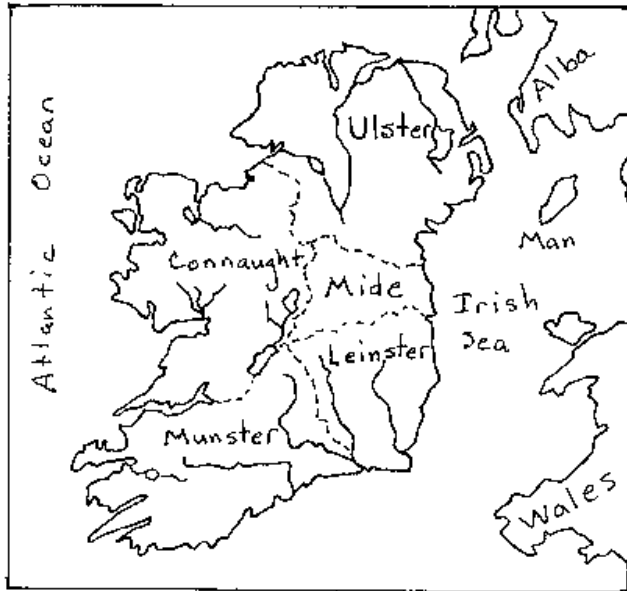 Atlantic Ocean
Alba
Ulster
Man
Connaught
Mide
Irish
Sea
Leinster
Munster
Wales